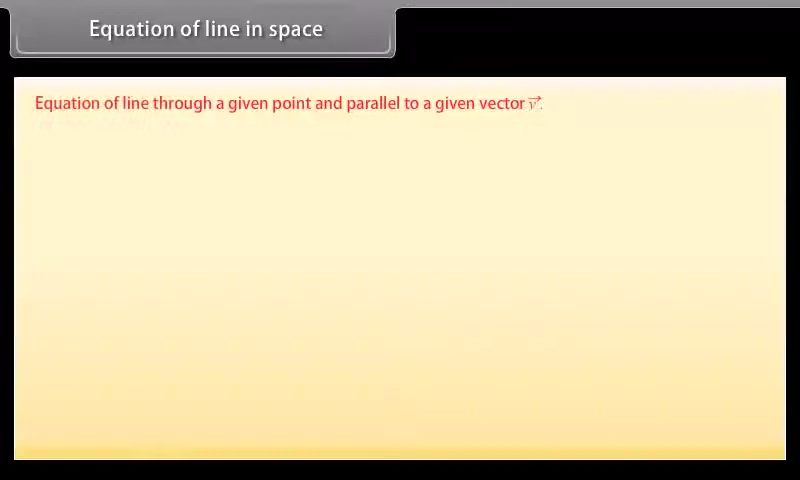 Equation of line in space
Equation of line through a given point and parallel to a given vector v⃗.